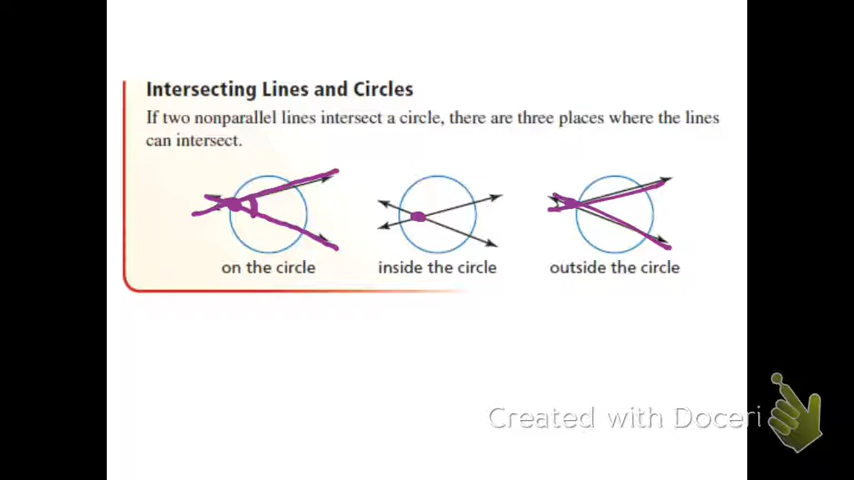 Intersecting Lines and Circles
If two nonparallel lines intersect a circle, there are three places where the lines
can intersect.
on the circle
inside the circle
outside the circle
Created with Doceri